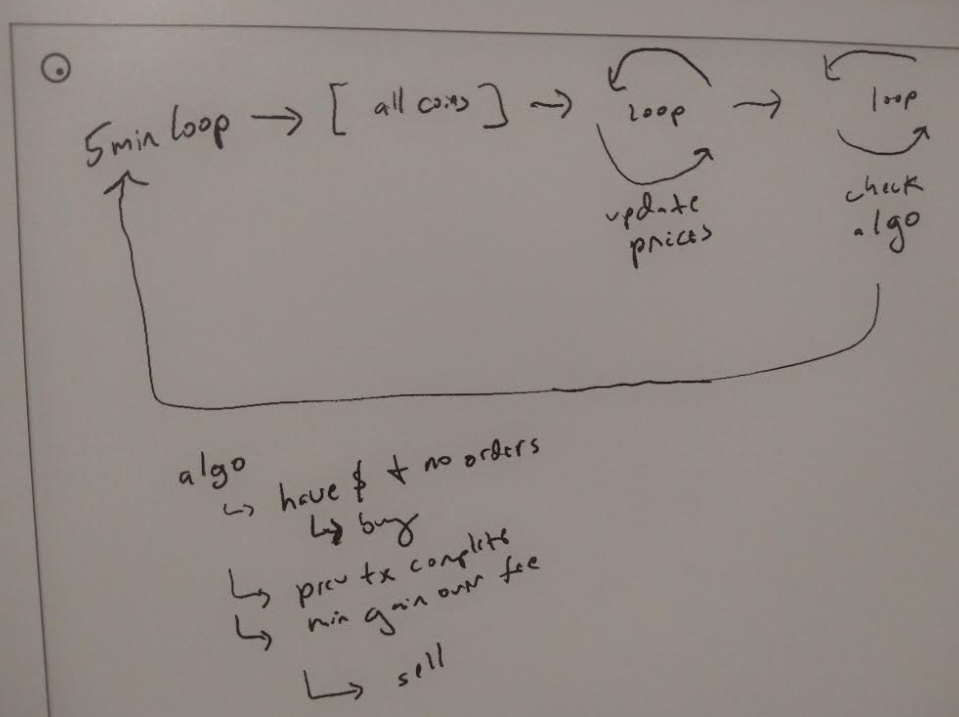 5min loop → [ all coins ] → loop → loop
update
prices
check
algo
algo
↳ have $ + no orders
↳ buy
↳ prev tx complete
↳ min gain over fee
↳ sell